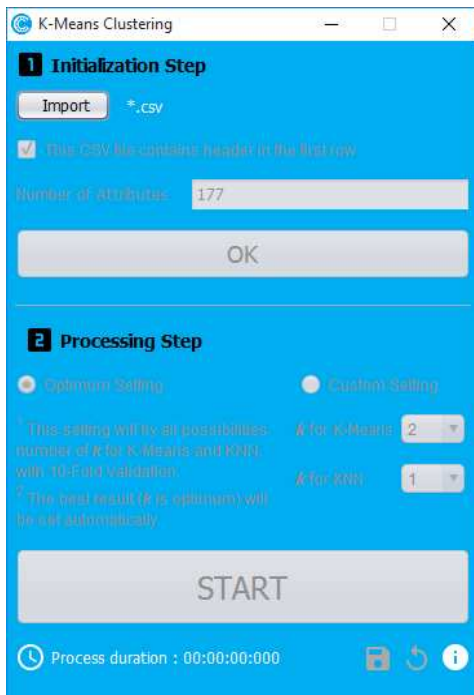 K-Means Clustering
1 Initialization Step
Import *.csv
This CSV file contains header in the first row
Number of Attributes 177
OK
2 Processing Step
Optimum Setting Custom Setting
1 This setting will try all possibilities
number of k for K-Means and KNN
with 10-Fold validation.
2 The best result (k is optimum) will
be set automatically.
k for K-Means 2
k for KNN 1
START
Process duration : 00:00:00:000